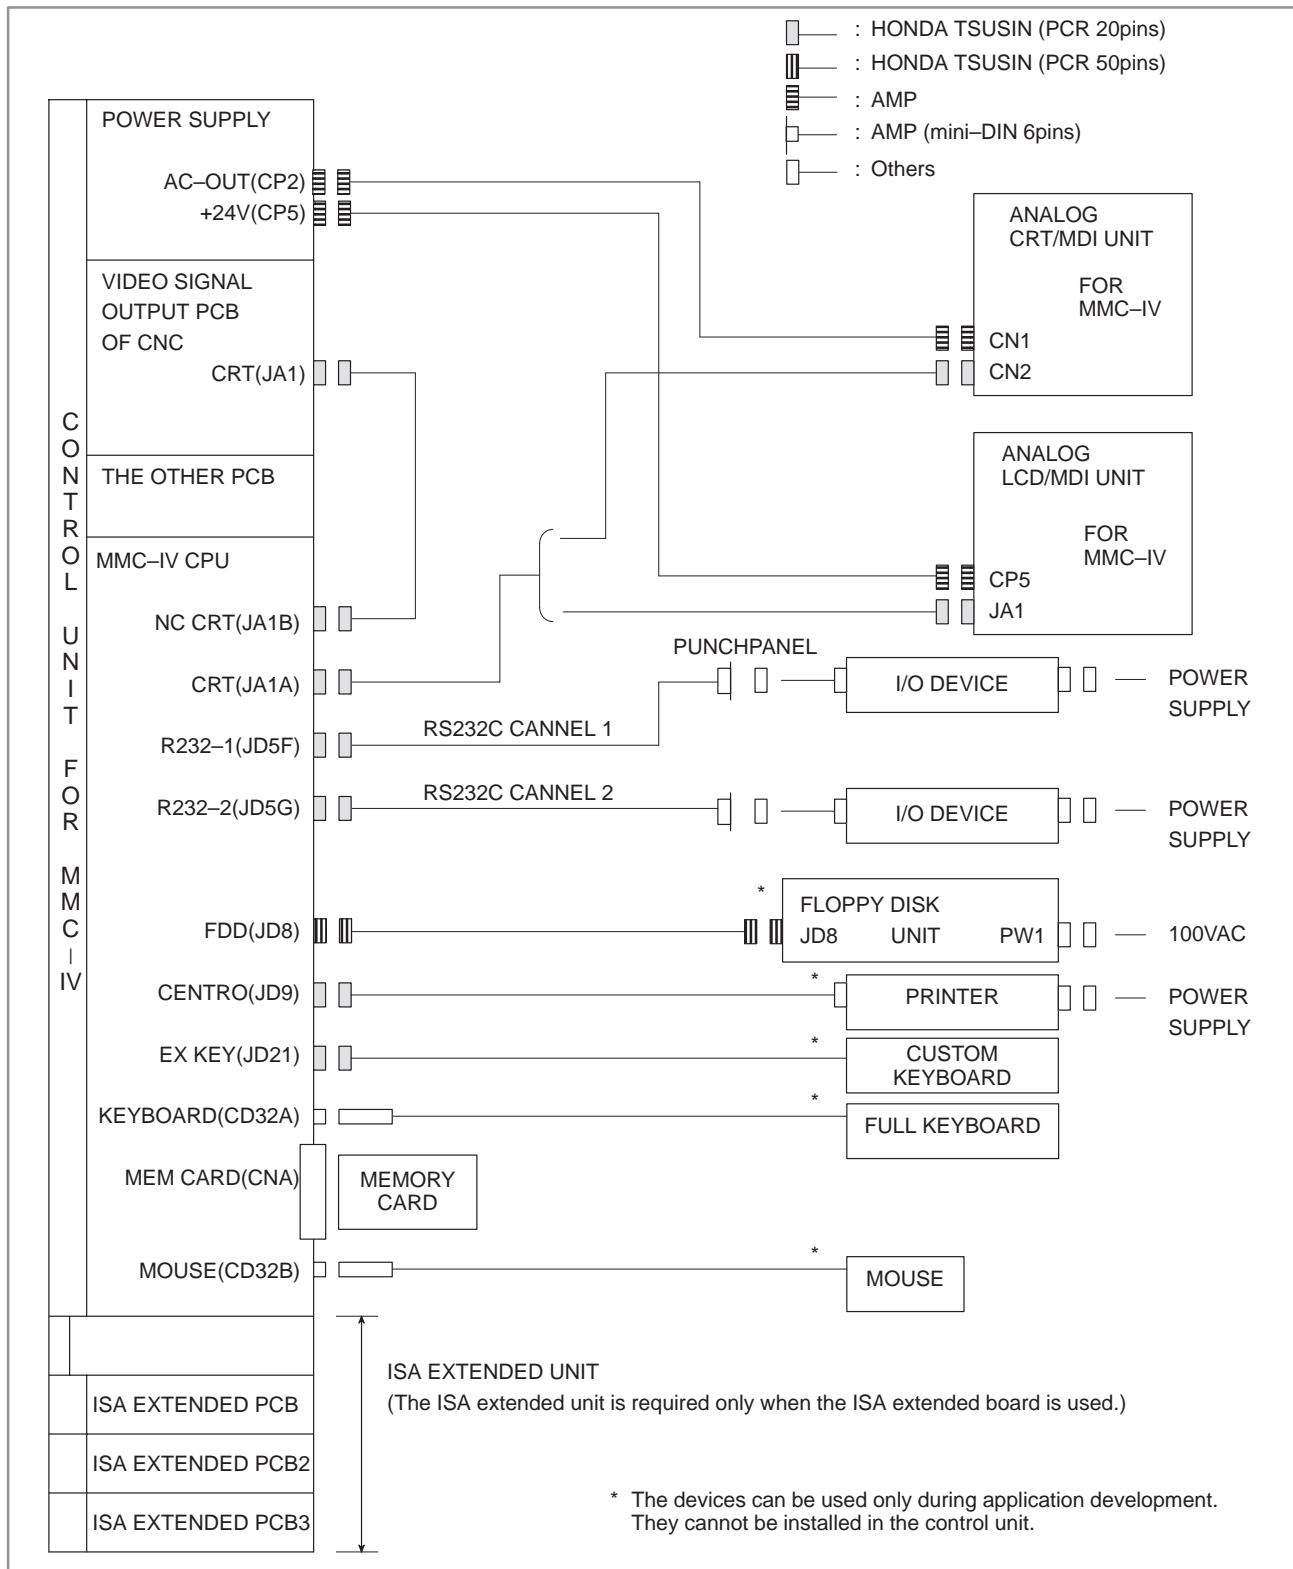 : HONDA TSUSIN (PCR 20pins)
: HONDA TSUSIN (PCR 50pins)
: AMP
: AMP (mini–DIN 6pins)
: Others
CONTROL UNIT FOR MMC–IV
POWER SUPPLY
AC–OUT(CP2)
+24V(CP5)
VIDEO SIGNAL
OUTPUT PCB
OF CNC
CRT(JA1)
THE OTHER PCB
MMC–IV CPU
NC CRT(JA1B)
CRT(JA1A)
R232–1(JD5F)
R232–2(JD5G)
FDD(JD8)
CENTRO(JD9)
EX KEY(JD21)
KEYBOARD(CD32A)
MEM CARD(CNA)
MOUSE(CD32B)
ANALOG
CRT/MDI UNIT
FOR
MMC–IV
CN1
CN2
ANALOG
LCD/MDI UNIT
FOR
MMC–IV
CP5
JA1
PUNCHPANEL
RS232C CANNEL 1
I/O DEVICE
POWER
SUPPLY
RS232C CANNEL 2
I/O DEVICE
POWER
SUPPLY
*
FLOPPY DISK
JD8 UNIT PW1
100VAC
*
PRINTER
POWER
SUPPLY
*
CUSTOM
KEYBOARD
*
FULL KEYBOARD
MEMORY
CARD
*
MOUSE
ISA EXTENDED UNIT
(The ISA extended unit is required only when the ISA extended board is used.)
ISA EXTENDED PCB
ISA EXTENDED PCB2
ISA EXTENDED PCB3
* The devices can be used only during application development.
They cannot be installed in the control unit.